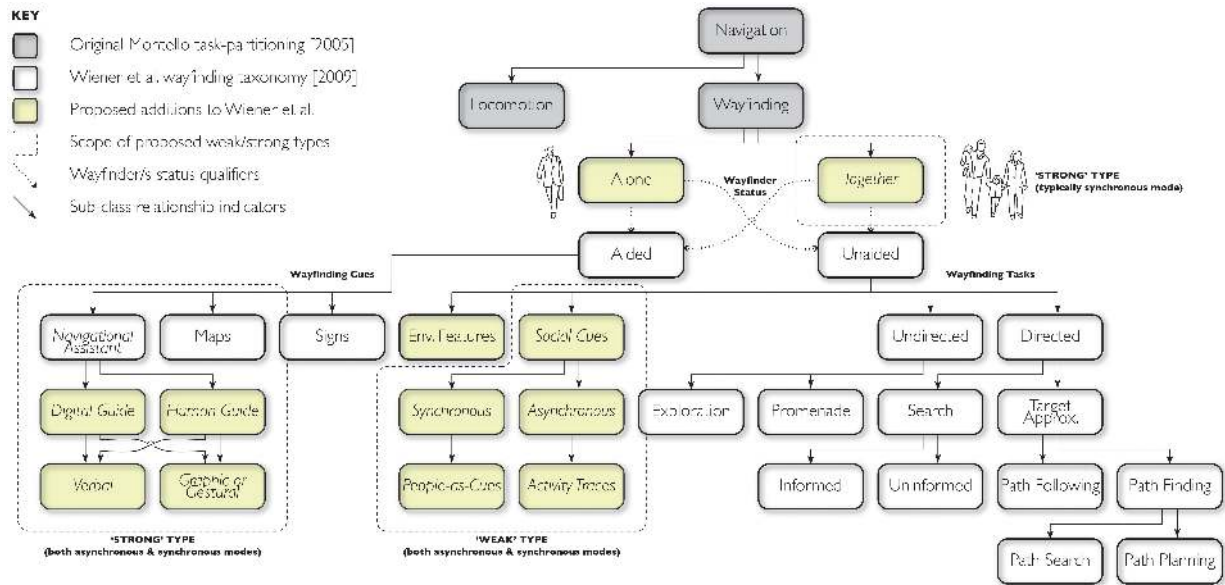 KEY
Original Montello task-partitioning [2005]
Wiener et al. wayfinding taxonomy [2009]
Proposed additions to Wiener et al.
Scope of proposed weak/strong types
Wayfinder/s status qualifiers
Sub class relationship indicators
Navigation
Locomotion
Wayfinding
Alone
Wayfinder
Status
Together
'STRONG' TYPE
(typically synchronous mode)
Aided
Unaided
Wayfinding Cues
Wayfinding Tasks
Navigational
Assistant
Maps
Signs
Env. Features
Social Cues
Undirected
Directed
Digital Guide
Human Guide
Synchronous
Asynchronous
Exploration
Promenade
Search
Target
Approx.
Verbal
Graphic or
Gestural
People-as-Cues
Activity Traces
Informed
Uninformed
Path Following
Path Finding
'STRONG' TYPE
(both asynchronous & synchronous modes)
'WEAK' TYPE
(both asynchronous & synchronous modes)
Path Search
Path Planning